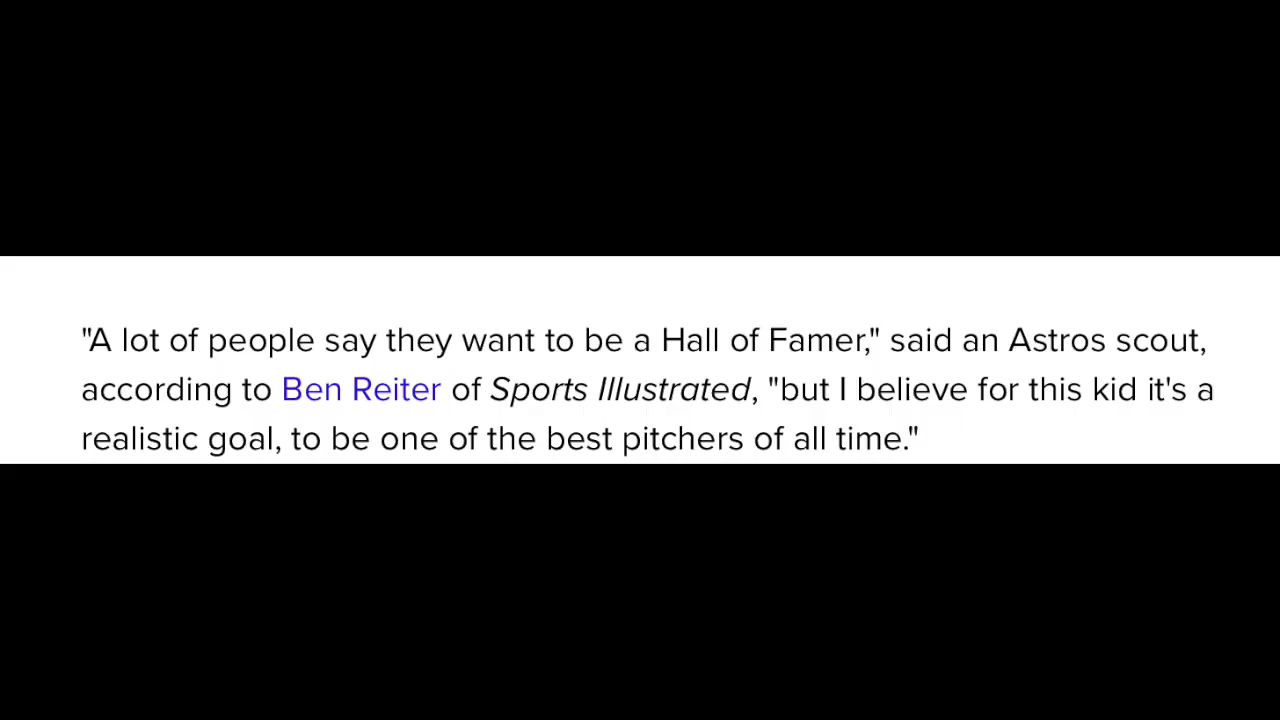 "A lot of people say they want to be a Hall of Famer," said an Astros scout,
according to Ben Reiter of Sports Illustrated, "but I believe for this kid it's a
realistic goal, to be one of the best pitchers of all time."